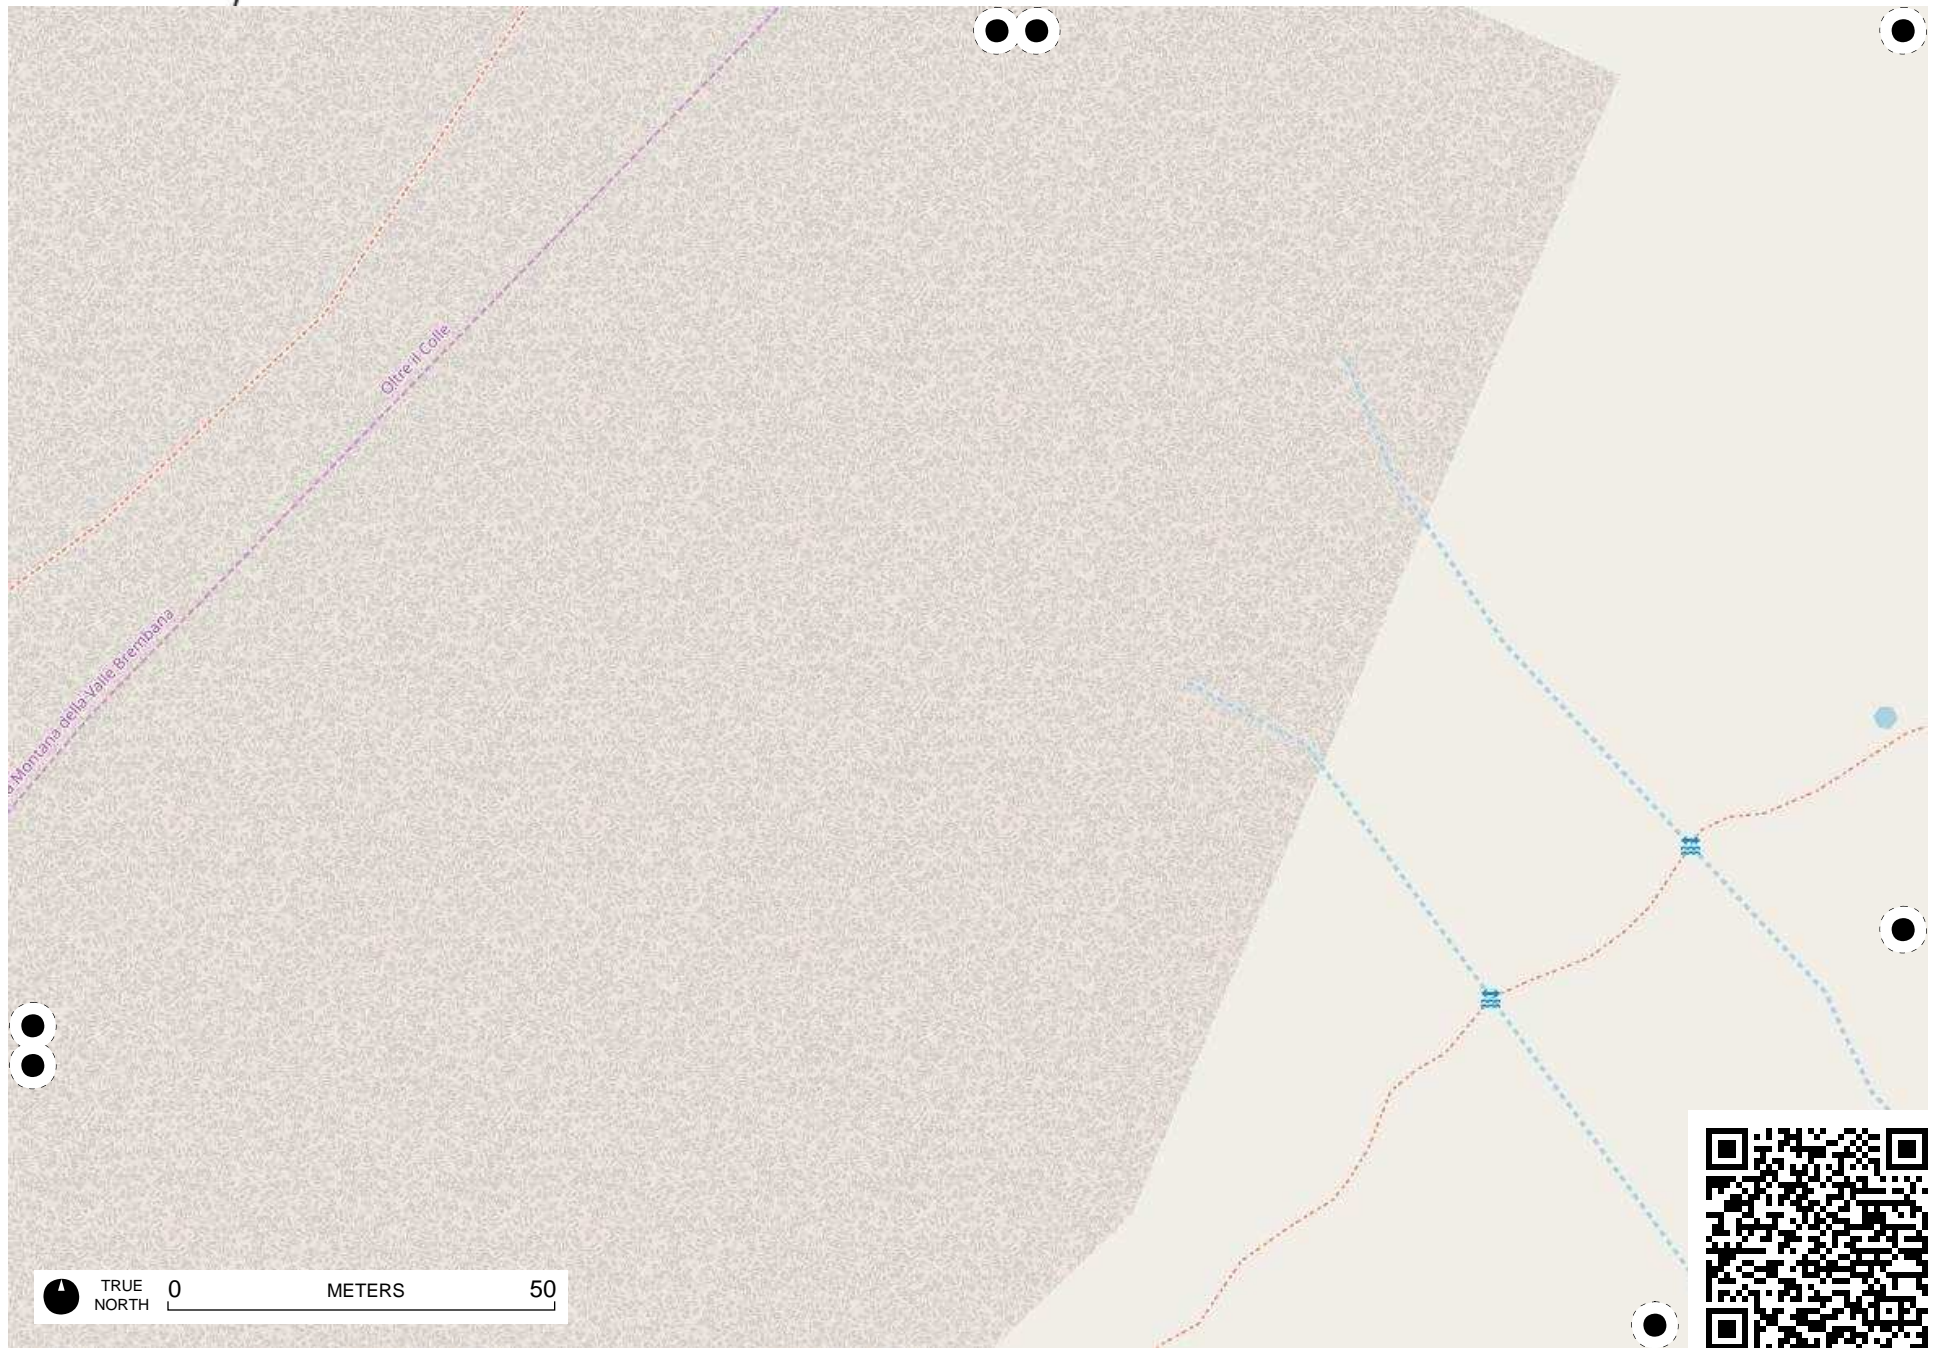 Oltre il Colle
a Montana della Valle Brembana
TRUE
NORTH
0 METERS 50